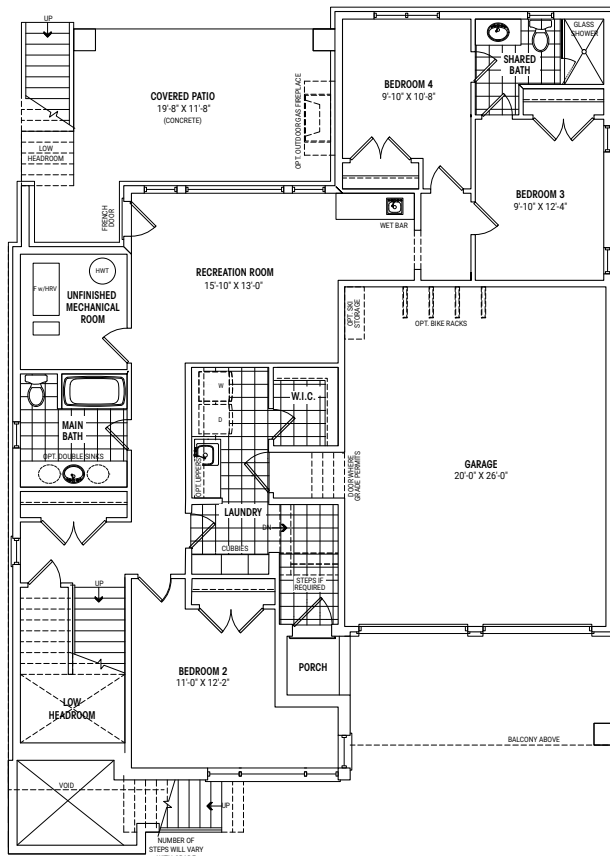 UP
LOW
HEADROOM
COVERED PATIO
19'-8" X 11'-8"
(CONCRETE)
OPT. OUTDOOR GAS FIREPLACE
BEDROOM 4
9'-10" X 10'-8"
SHARED
BATH
GLASS
SHOWER
BEDROOM 3
9'-10" X 12'-4"
FRENCH
DOOR
WET BAR
RECREATION ROOM
15'-10" X 13'-0"
F w/HRV
HWT
UNFINISHED
MECHANICAL
ROOM
OPT. SKI
STORAGE
OPT. BIKE RACKS
MAIN
BATH
OPT. DOUBLE SINKS
W
D
W.I.C.
OPT. UPPERS
DOOR WHERE
GRADE PERMITS
GARAGE
20'-0" X 26'-0"
LAUNDRY
DN
CUBBIES
STEPS IF
REQUIRED
UP
LOW
HEADROOM
BEDROOM 2
11'-0" X 12'-2"
PORCH
BALCONY ABOVE
VOID
UP
NUMBER OF
STEPS WILL VARY